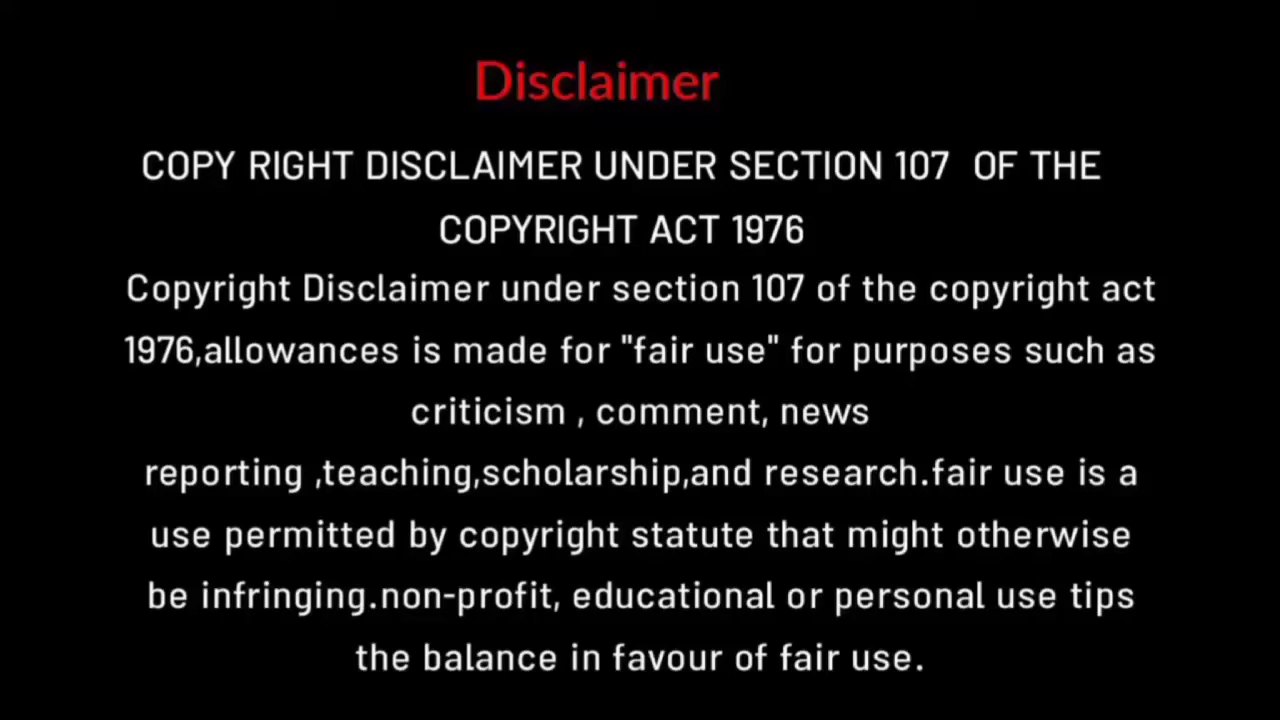 Disclaimer
COPY RIGHT DISCLAIMER UNDER SECTION 107 OF THE
COPYRIGHT ACT 1976
Copyright Disclaimer under section 107 of the copyright act
1976,allowances is made for "fair use" for purposes such as
criticism , comment, news
reporting ,teaching,scholarship,and research.fair use is a
use permitted by copyright statute that might otherwise
be infringing.non-profit, educational or personal use tips
the balance in favour of fair use.